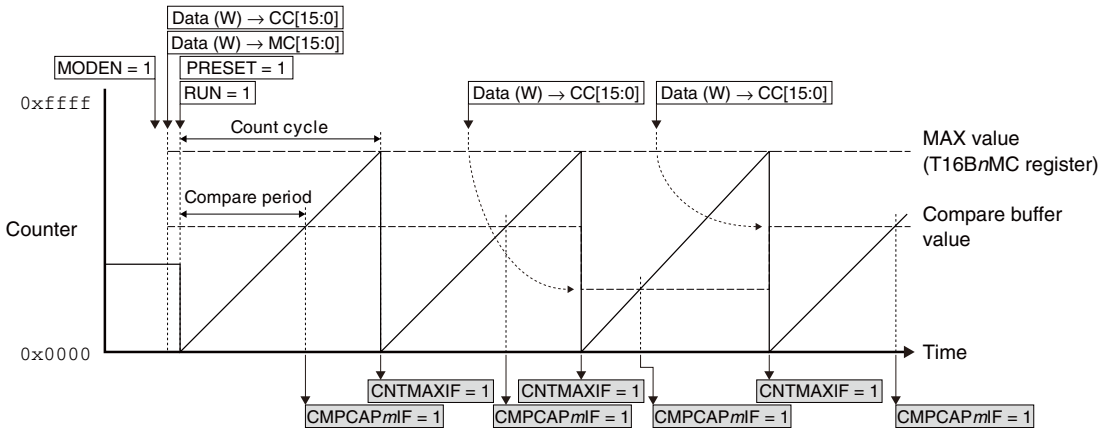 Data (W) → CC[15:0]
Data (W) → MC[15:0]
MODEN = 1
PRESET = 1
RUN = 1
Data (W) → CC[15:0]
Data (W) → CC[15:0]
0xffff
Count cycle
MAX value
(T16BnMC register)
Compare period
Compare buffer
value
Counter
0x0000
Time
CNTMAXIF = 1
CNTMAXIF = 1
CNTMAXIF = 1
CMPCAPmIF = 1
CMPCAPmIF = 1
CMPCAPmIF = 1
CMPCAPmIF = 1